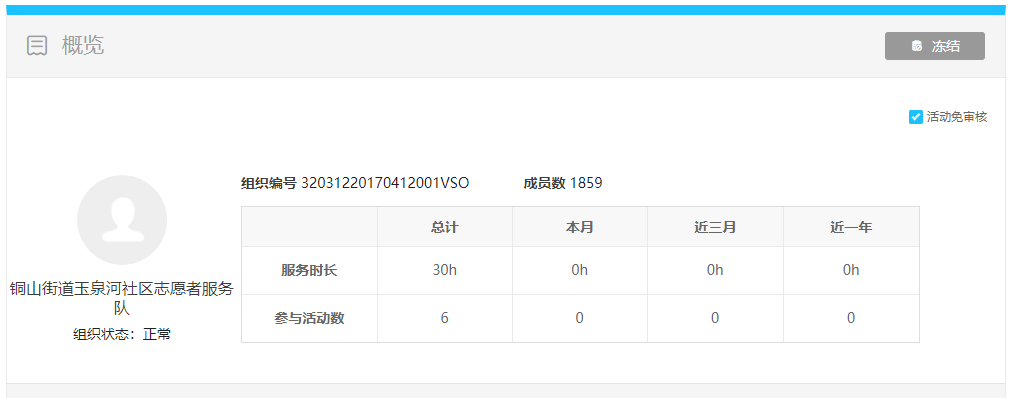 概览
冻结
活动免审核
组织编号 32031220170412001VSO 成员数 1859
总计 本月 近三月 近一年
服务时长 30h 0h 0h 0h
参与活动数 6 0 0 0
铜山街道玉泉河社区志愿者服务
队
组织状态：正常